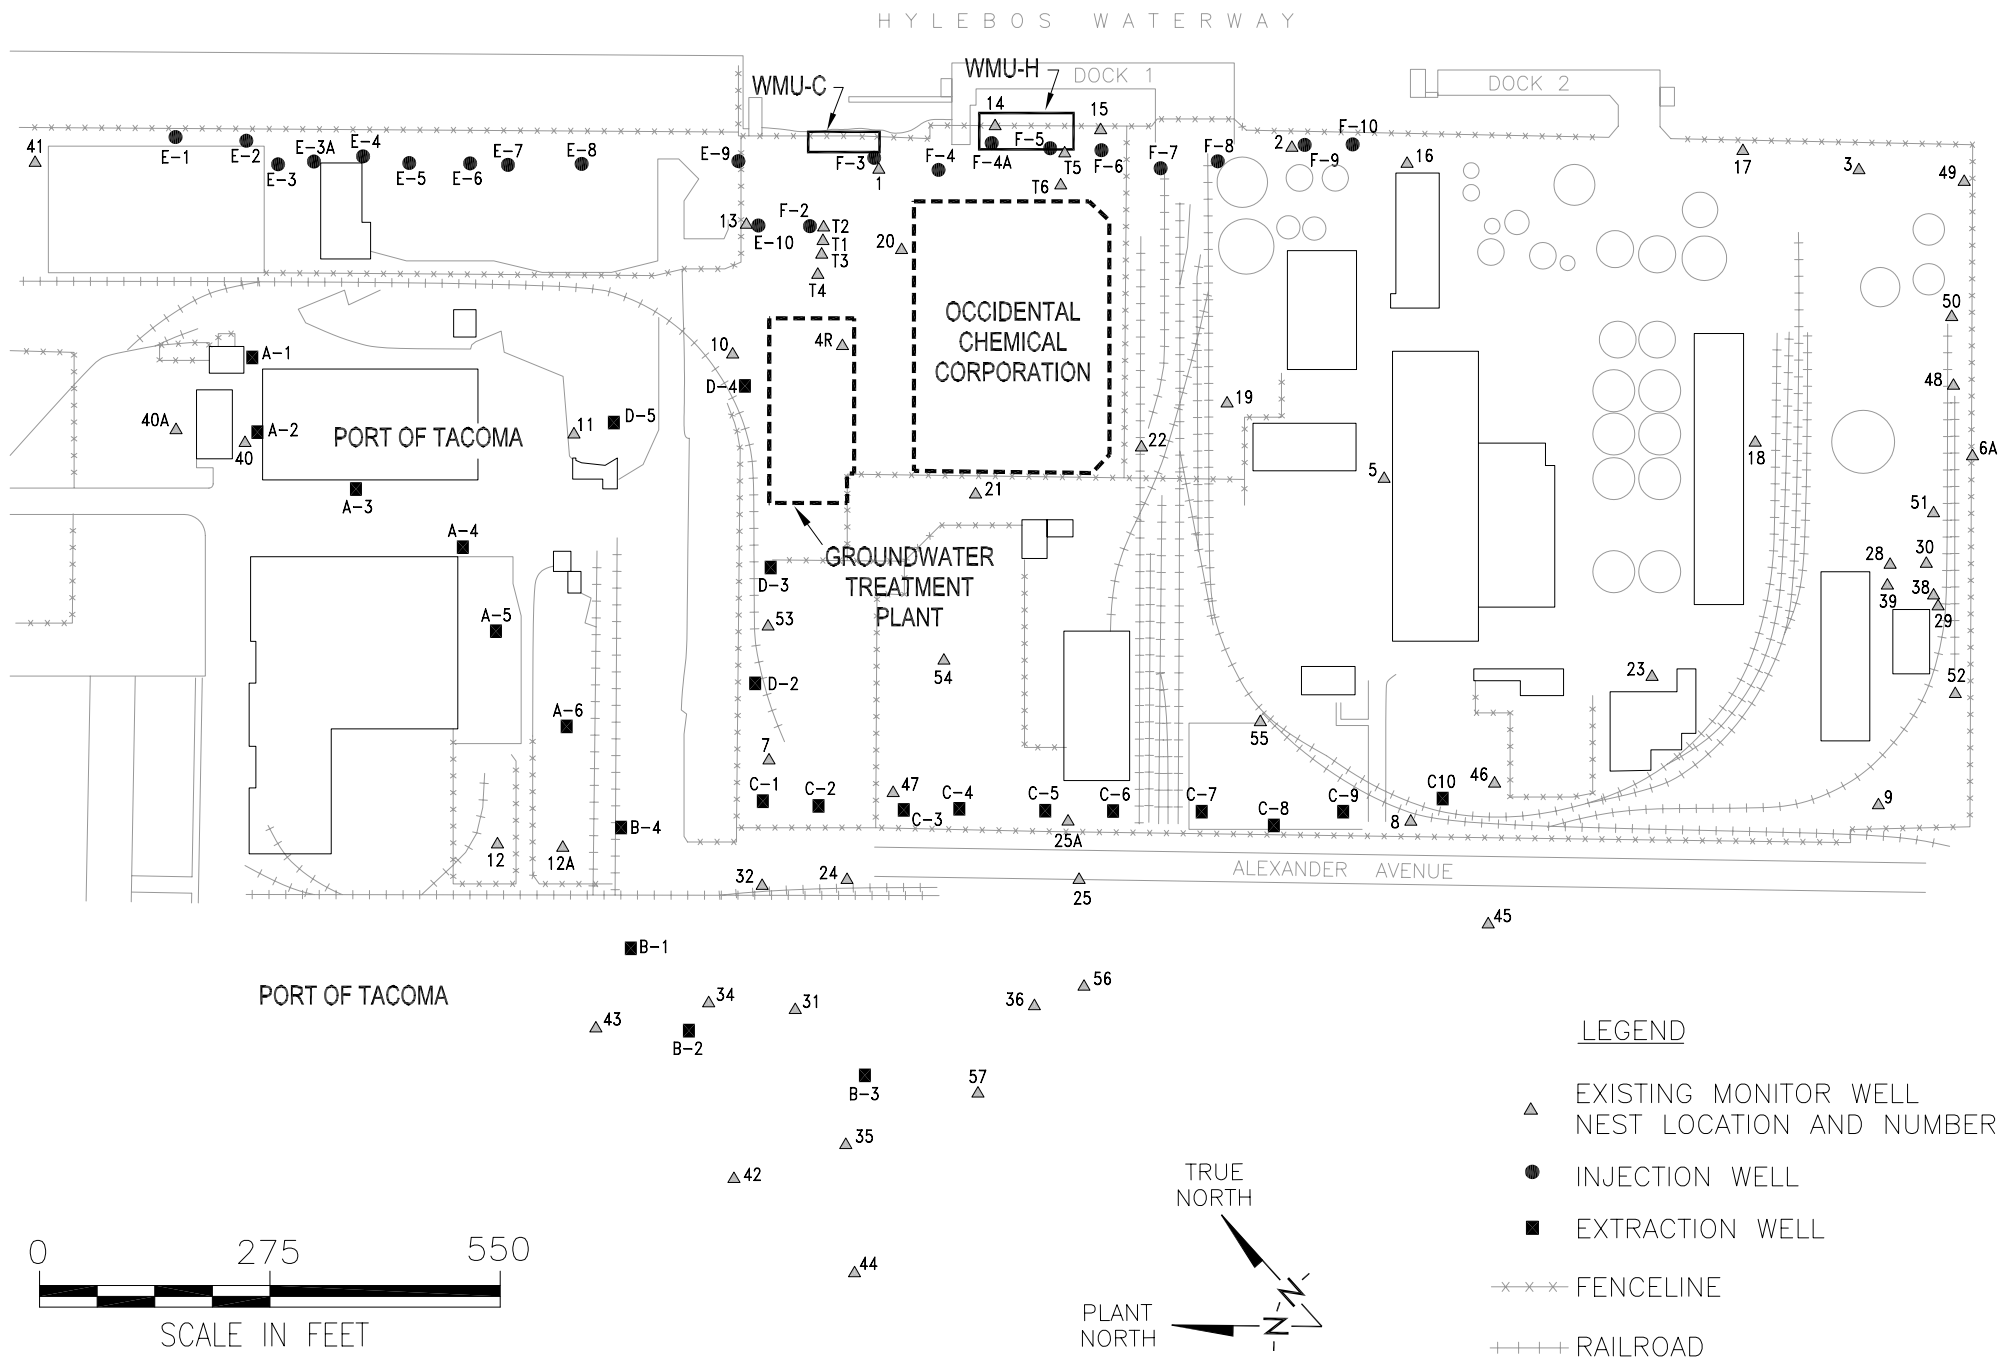 HYLEBOS WATERWAY
WMU-C
WMU-H
DOCK 1
DOCK 2
41
E-1
E-2
E-3
E-3A
E-4
E-5
E-6
E-7
E-8
E-9
F-3
1
F-4
14
F-4A
F-5
T5
15
F-6
T6
F-7
F-8
2
F-9
F-10
16
17
3
49
13
E-10
F-2
T2
T1
T3
T4
20
OCCIDENTAL
CHEMICAL
CORPORATION
50
A-1
10
4R
D-4
48
40A
40
A-2
PORT OF TACOMA
11
D-5
19
22
18
6A
A-3
5
21
51
A-4
D-3
GROUNDWATER
TREATMENT
PLANT
28
30
39
38
29
A-5
53
54
D-2
23
52
A-6
55
7
C-1
C-2
47
C-3
C-4
C-5
25A
C-6
C-7
C-8
C-9
C10
8
46
9
B-4
12
12A
32
24
25
ALEXANDER AVENUE
45
B-1
PORT OF TACOMA
43
34
B-2
31
36
56
B-3
57
35
42
44
0
275
550
SCALE IN FEET
TRUE
NORTH
N
PLANT
NORTH
N
LEGEND
EXISTING MONITOR WELL
NEST LOCATION AND NUMBER
INJECTION WELL
EXTRACTION WELL
FENCELINE
RAILROAD